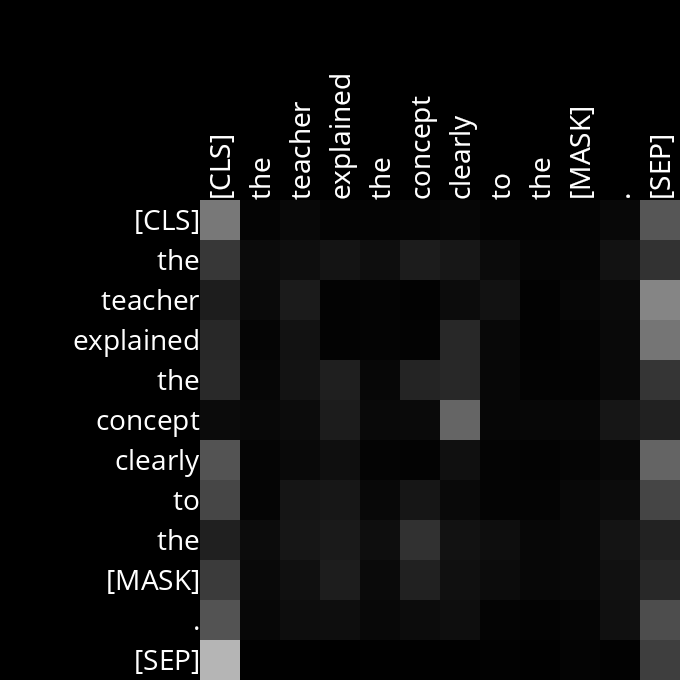 [CLS]
the
teacher
explained
the
concept
clearly
to
the
[MASK]
.
[SEP]
[CLS]
the
teacher
explained
the
concept
clearly
to
the
[MASK]
.
[SEP]